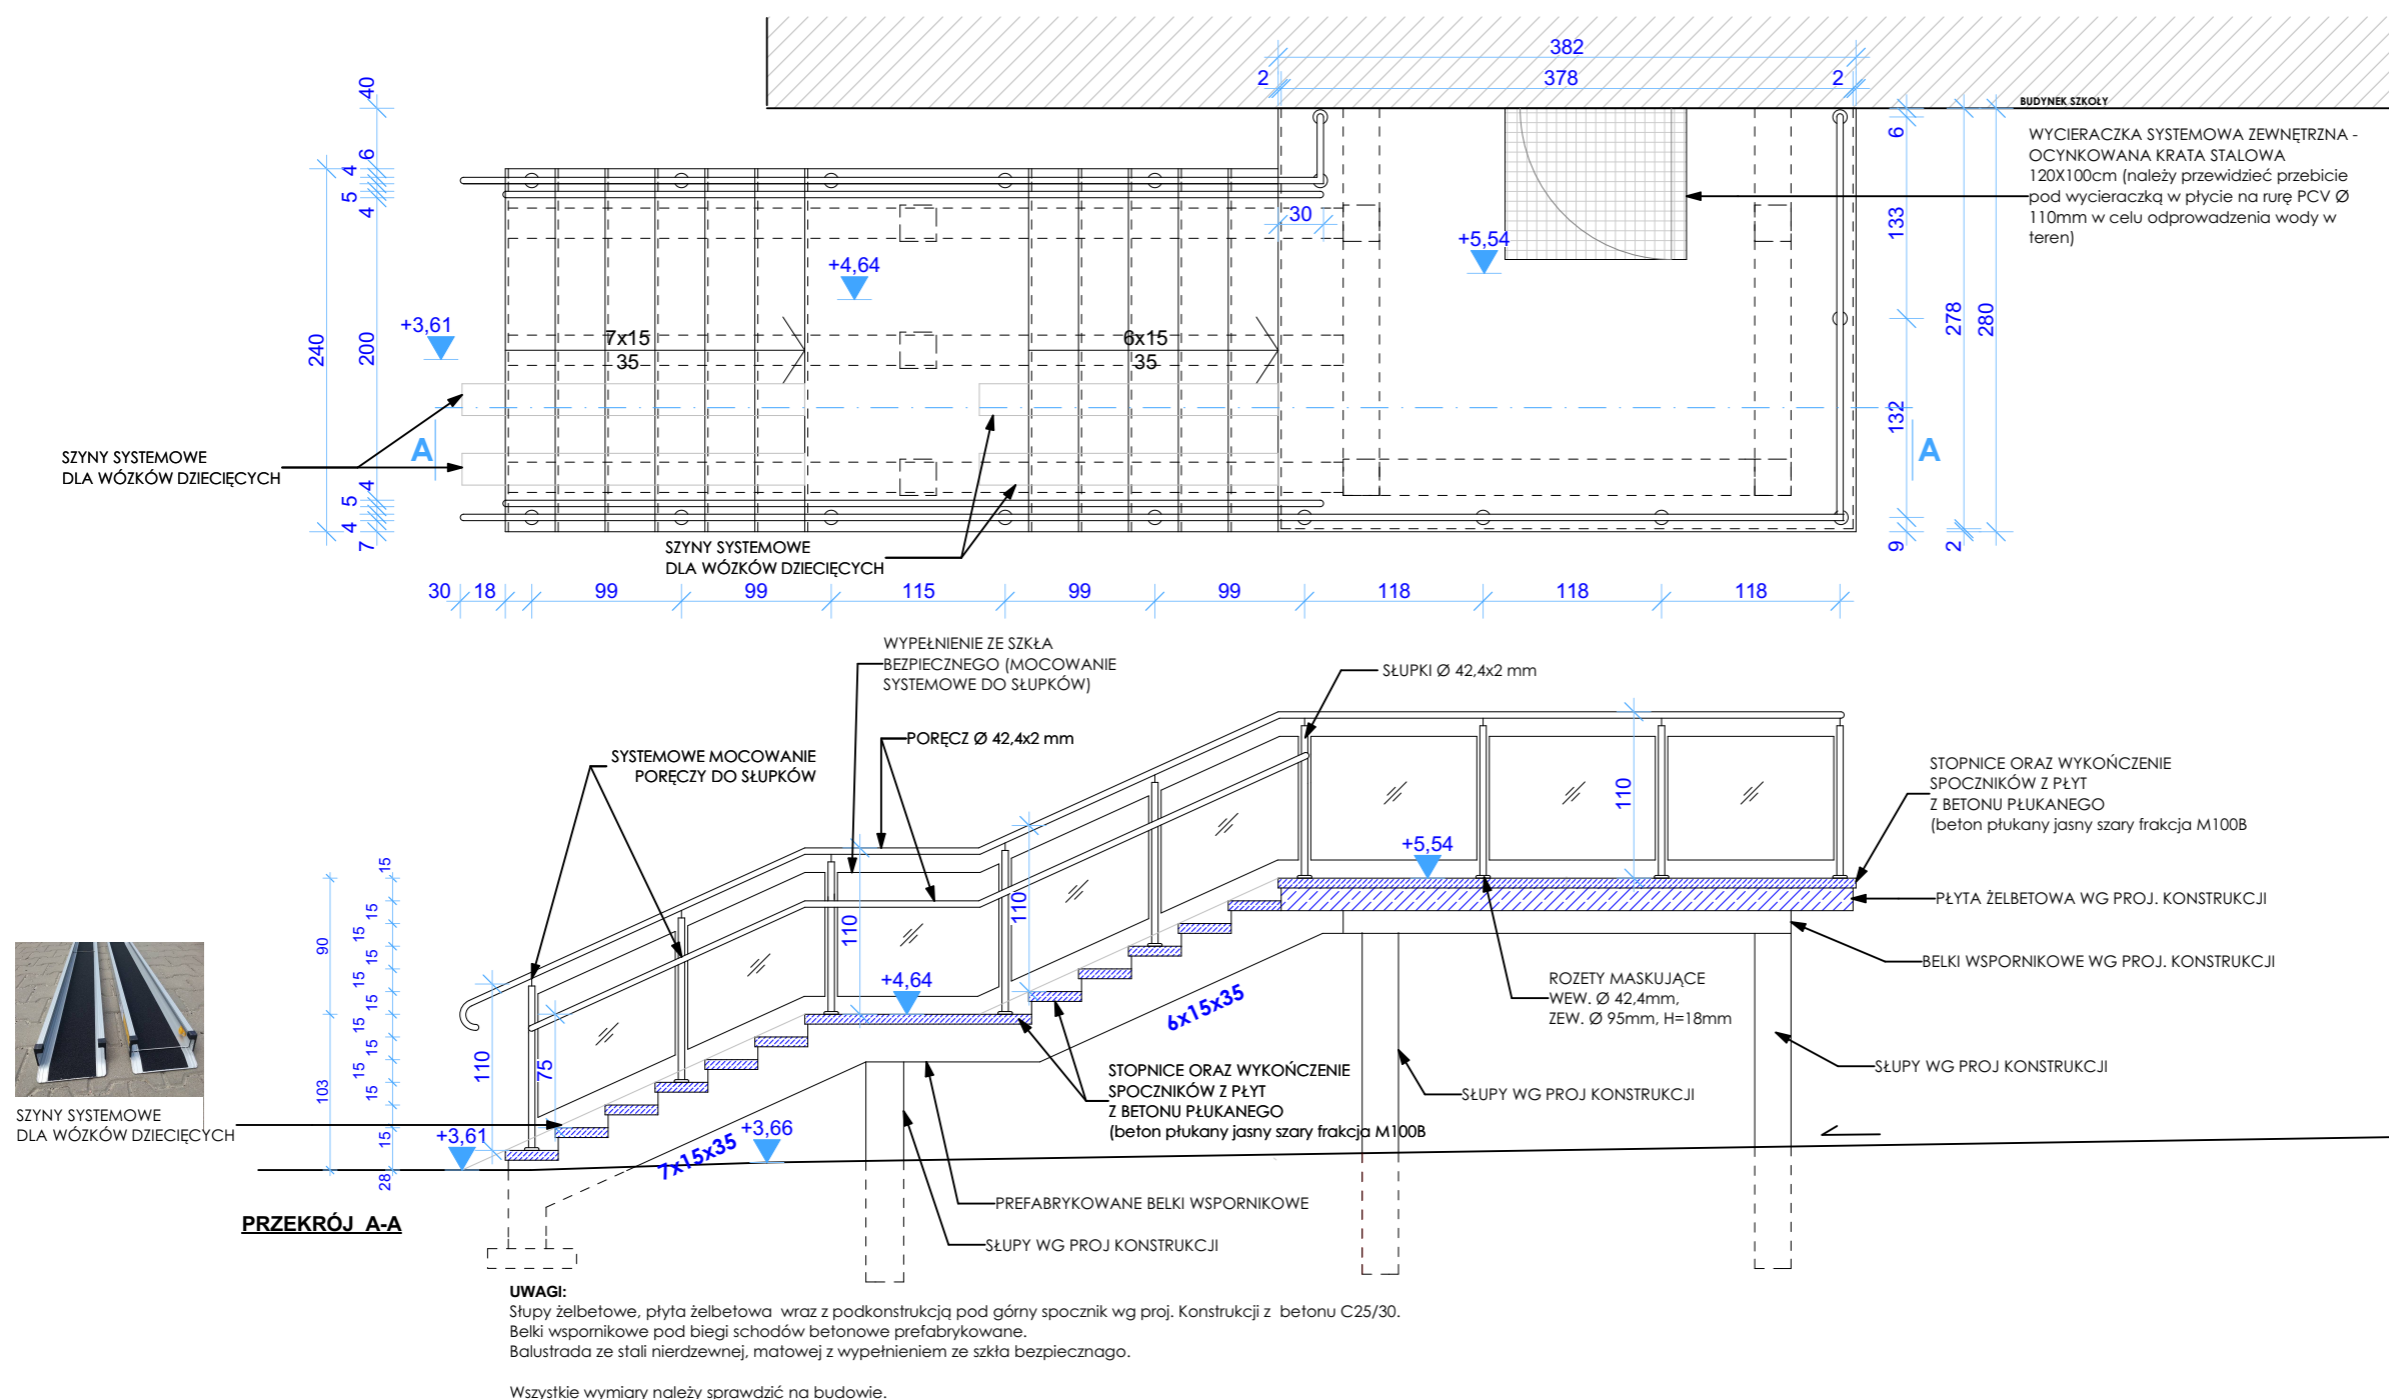 382
2
378
2
40
BUDYNEK SZKOŁY
6
WYCIERACZKA SYSTEMOWA ZEWNĘTRZNA -
OCYNKOWANA KRATA STALOWA
120X100cm (należy przewidzieć przebicie
pod wycieraczką w płycie na rurę PCV Ø
110mm w celu odprowadzenia wody w
teren)
6
4
5
4
30
133
+5,54
+4,64
+3,61
240
200
7x15
35
6x15
35
278
280
132
A
A
SZYNY SYSTEMOWE
DLA WÓZKÓW DZIECIĘCYCH
4
5
4
7
9
2
SZYNY SYSTEMOWE
DLA WÓZKÓW DZIECIĘCYCH
30
18
99
99
115
99
99
118
118
118
WYPEŁNIENIE ZE SZKŁA
BEZPIECZNEGO (MOCOWANIE
SYSTEMOWE DO SŁUPKÓW)
SŁUPKI Ø 42,4x2 mm
PORĘCZ Ø 42,4x2 mm
SYSTEMOWE MOCOWANIE
PORĘCZY DO SŁUPKÓW
STOPNICE ORAZ WYKOŃCZENIE
SPOCZNIKÓW Z PŁYT
Z BETONU PŁUKANEGO
(beton płukany jasny szary frakcja M100B
110
+5,54
15
15
15
15
15
15
15
15
15
15
15
28
90
103
110
110
+4,64
PŁYTA ŻELBETOWA WG PROJ. KONSTRUKCJI
BELKI WSPORNIKOWE WG PROJ. KONSTRUKCJI
ROZETY MASKUJĄCE
WEW. Ø 42,4mm,
ZEW. Ø 95mm, H=18mm
6x15x35
110
75
STOPNICE ORAZ WYKOŃCZENIE
SPOCZNIKÓW Z PŁYT
Z BETONU PŁUKANEGO
(beton płukany jasny szary frakcja M100B
SŁUPY WG PROJ KONSTRUKCJI
SŁUPY WG PROJ KONSTRUKCJI
SZYNY SYSTEMOWE
DLA WÓZKÓW DZIECIĘCYCH
+3,61
+3,66
7x15x35
PREFABRYKOWANE BELKI WSPORNIKOWE
PRZEKRÓJ A-A
SŁUPY WG PROJ KONSTRUKCJI
UWAGI:
Słupy żelbetowe, płyta żelbetowa wraz z podkonstrukcją pod górny spocznik wg proj. Konstrukcji z betonu C25/30.
Belki wspornikowe pod biegi schodów betonowe prefabrykowane.
Balustrada ze stali nierdzewnej, matowej z wypełnieniem ze szkła bezpiecznego.
Wszystkie wymiary należy sprawdzić na budowie.